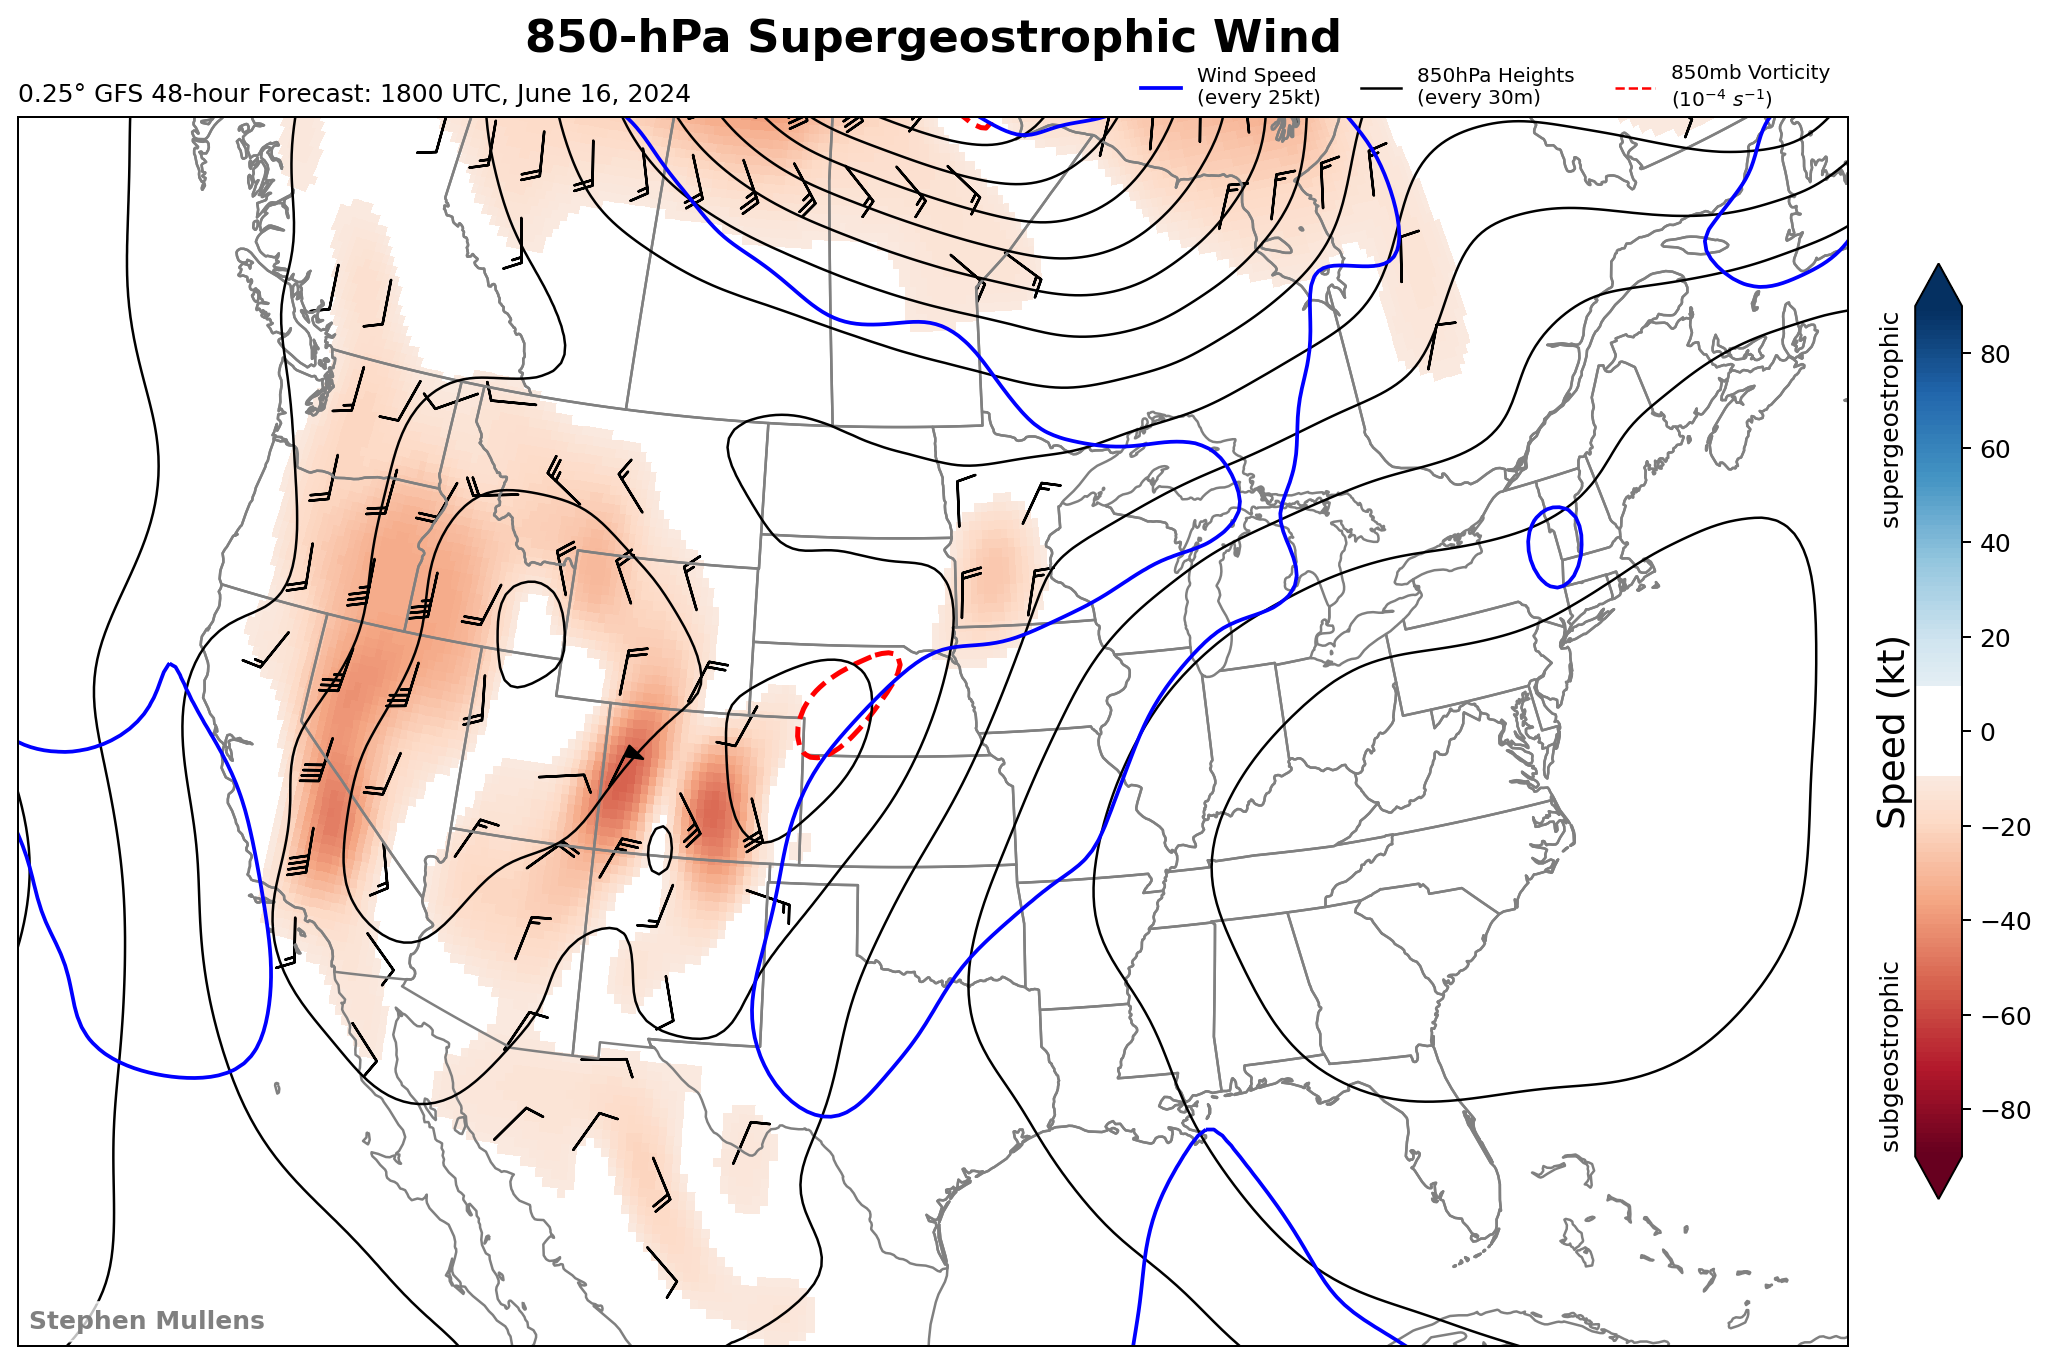 850-hPa Supergeostrophic Wind
0.25° GFS 48-hour Forecast: 1800 UTC, June 16, 2024
Wind Speed
(every 25kt)
850hPa Heights
(every 30m)
850mb Vorticity
(10⁻⁴ s⁻¹)
supergeostrophic
Speed (kt)
subgeostrophic
80
60
40
20
0
−20
−40
−60
−80
Stephen Mullens